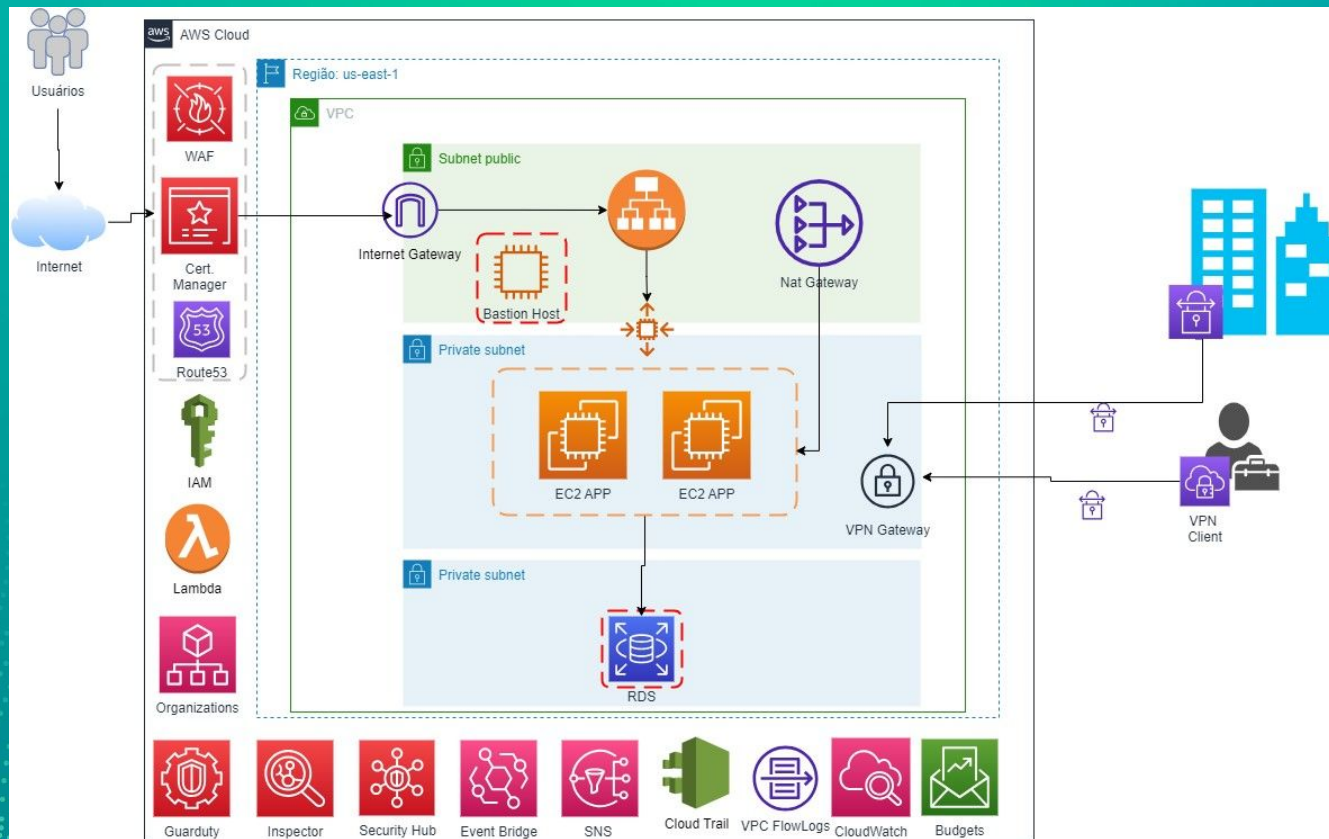 Usuários
Internet
aws
AWS Cloud
WAF
Cert.
Manager
53
Route53
IAM
Lambda
Organizations
Região: us-east-1
VPC
Subnet public
Internet Gateway
Bastion Host
Nat Gateway
Private subnet
EC2 APP
EC2 APP
VPN Gateway
Private subnet
RDS
VPN
Client
Guarduty
Inspector
Security Hub
Event Bridge
SNS
Cloud Trail
VPC FlowLogs
CloudWatch
Budgets